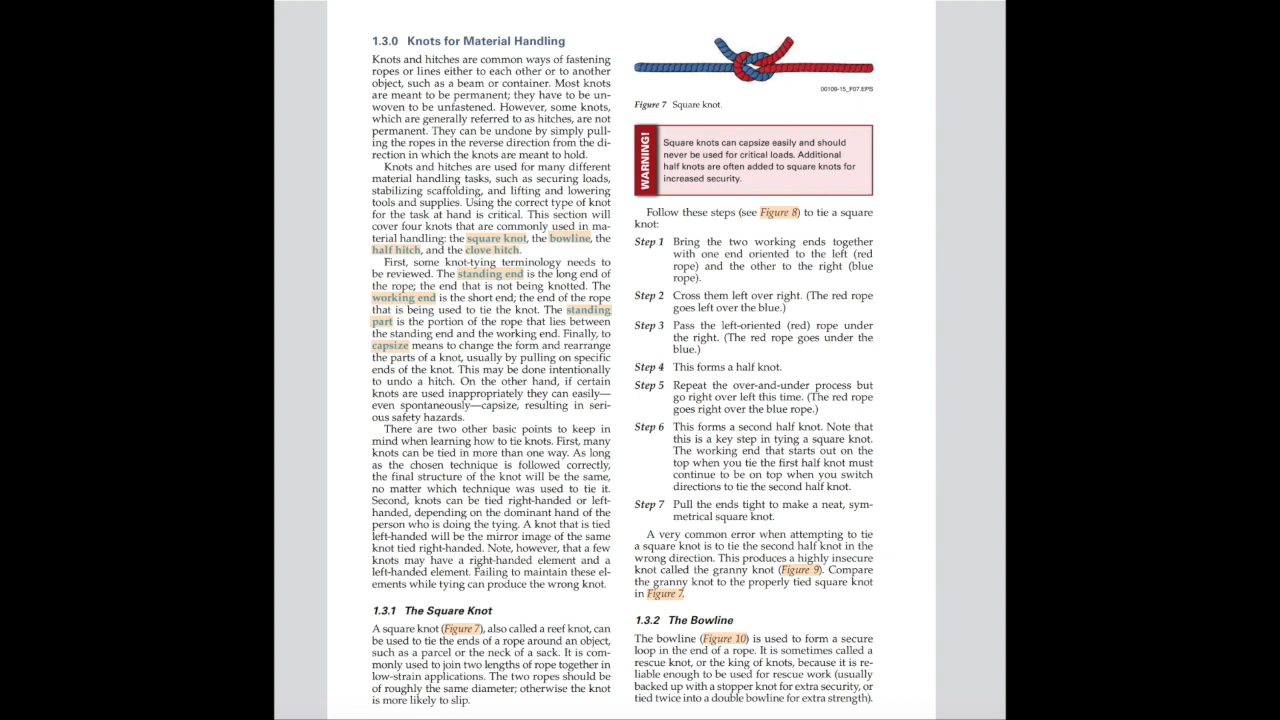 1.3.0 Knots for Material Handling
Knots and hitches are common ways of fastening
ropes or lines either to each other or to another
object, such as a beam or container. Most knots
are meant to be permanent; they have to be un-
woven to be unfastened. However, some knots,
which are generally referred to as hitches, are not
permanent. They can be undone by simply pull-
ing the ropes in the reverse direction from the di-
rection in which the knots are meant to hold.
Knots and hitches are used for many different
material handling tasks, such as securing loads,
stabilizing scaffolding, and lifting and lowering
tools and supplies. Using the correct type of knot
for the task at hand is critical. This section will
cover four knots that are commonly used in ma-
terial handling: the square knot, the bowline, the
half hitch, and the clove hitch.
First, some knot-tying terminology needs to
be reviewed. The standing end is the long end of
the rope; the end that is not being knotted. The
working end is the short end; the end of the rope
that is being used to tie the knot. The standing
part is the portion of the rope that lies between
the standing end and the working end. Finally, to
capsize means to change the form and rearrange
the parts of a knot, usually by pulling on specific
ends of the knot. This may be done intentionally
to undo a hitch. On the other hand, if certain
knots are used inappropriately they can easily—
even spontaneously—capsize, resulting in seri-
ous safety hazards.
There are two other basic points to keep in
mind when learning how to tie knots. First, many
knots can be tied in more than one way. As long
as the chosen technique is followed correctly,
the final structure of the knot will be the same,
no matter which technique was used to tie it.
Second, knots can be tied right-handed or left-
handed, depending on the dominant hand of the
person who is doing the tying. A knot that is tied
left-handed will be the mirror image of the same
knot tied right-handed. Note, however, that a few
knots may have a right-handed element and a
left-handed element. Failing to maintain these el-
ements while tying can produce the wrong knot.
1.3.1 The Square Knot
A square knot (Figure 7), also called a reef knot, can
be used to tie the ends of a rope around an object,
such as a parcel or the neck of a sack. It is com-
monly used to join two lengths of rope together in
low-strain applications. The two ropes should be
of roughly the same diameter; otherwise the knot
is more likely to slip.
00109-15_F07.EPS
Figure 7 Square knot.
WARNING!
Square knots can capsize easily and should
never be used for critical loads. Additional
half knots are often added to square knots for
increased security.
Follow these steps (see Figure 8) to tie a square
knot:
Step 1 Bring the two working ends together
with one end oriented to the left (red
rope) and the other to the right (blue
rope).
Step 2 Cross them left over right. (The red rope
goes left over the blue.)
Step 3 Pass the left-oriented (red) rope under
the right. (The red rope goes under the
blue.)
Step 4 This forms a half knot.
Step 5 Repeat the over-and-under process but
go right over left this time. (The red rope
goes right over the blue rope.)
Step 6 This forms a second half knot. Note that
this is a key step in tying a square knot.
The working end that starts out on the
top when you tie the first half knot must
continue to be on top when you switch
directions to tie the second half knot.
Step 7 Pull the ends tight to make a neat, sym-
metrical square knot.
A very common error when attempting to tie
a square knot is to tie the second half knot in the
wrong direction. This produces a highly insecure
knot called the granny knot (Figure 9). Compare
the granny knot to the properly tied square knot
in Figure 7.
1.3.2 The Bowline
The bowline (Figure 10) is used to form a secure
loop in the end of a rope. It is sometimes called a
rescue knot, or the king of knots, because it is re-
liable enough to be used for rescue work (usually
backed up with a stopper knot for extra security, or
tied twice into a double bowline for extra strength).